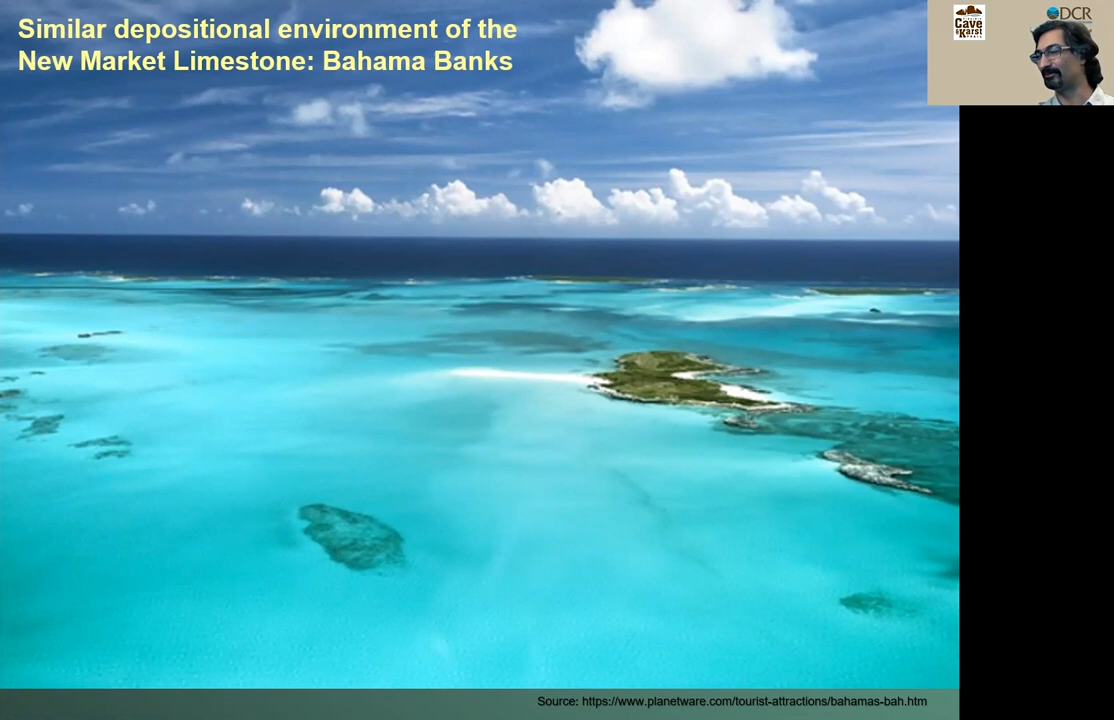 Similar depositional environment of the
New Market Limestone: Bahama Banks
Cave
&Karst
TRAIL
DCR
Source: https://www.planetware.com/tourist-attractions/bahamas-bah.htm